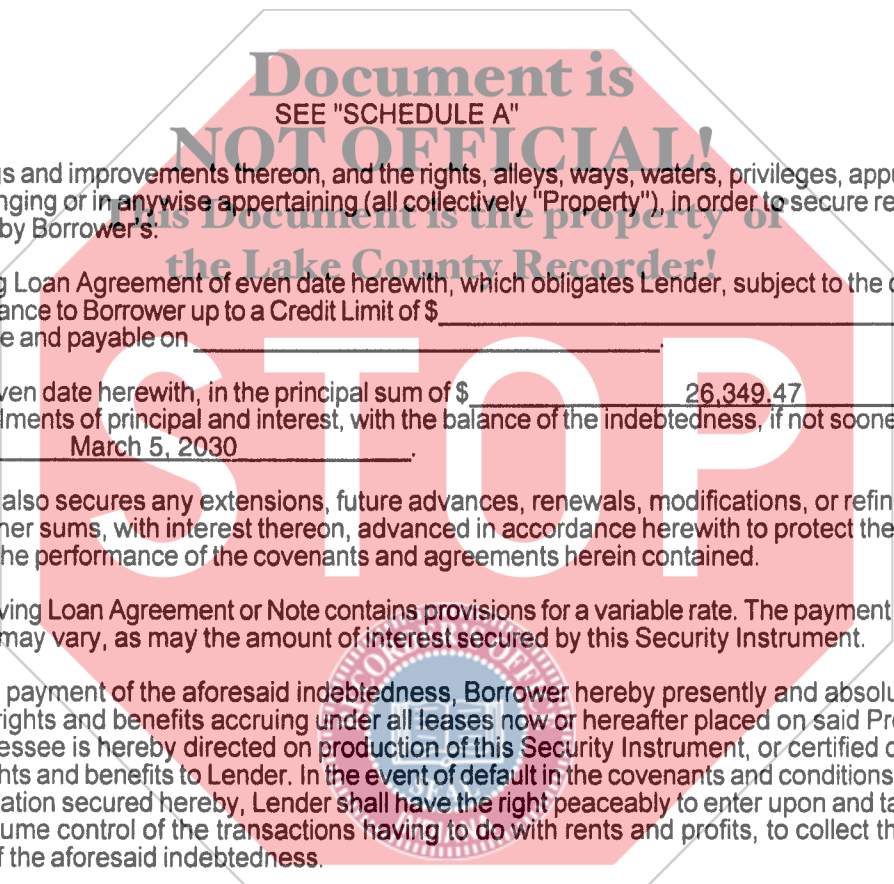 Document is
SEE "SCHEDULE A"
NOT OFFICIAL!
gs and improvements thereon, and the rights, alleys, ways, waters, privileges, appu
nging or in anywise appertaining (all collectively "Property"), in order to secure re
This Document is the property of
by Borrower's:
the Lake County Recorder!
g Loan Agreement of even date herewith, which obligates Lender, subject to the c
ance to Borrower up to a Credit Limit of $
e and payable on .
STOP
ven date herewith, in the principal sum of $ 26,349.47
lments of principal and interest, with the balance of the indebtedness, if not soone
March 5, 2030 .
also secures any extensions, future advances, renewals, modifications, or refin
her sums, with interest thereon, advanced in accordance herewith to protect the
he performance of the covenants and agreements herein contained.
ving Loan Agreement or Note contains provisions for a variable rate. The payment
may vary, as may the amount of interest secured by this Security Instrument.
payment of the aforesaid indebtedness, Borrower hereby presently and absolu
rights and benefits accruing under all leases now or hereafter placed on said Pr
essee is hereby directed on production of this Security Instrument, or certified c
hts and benefits to Lender. In the event of default in the covenants and conditions
SEAL
ation secured hereby, Lender shall have the right peaceably to enter upon and ta
INDIANA
ume control of the transactions having to do with rents and profits, to collect th
f the aforesaid indebtedness.